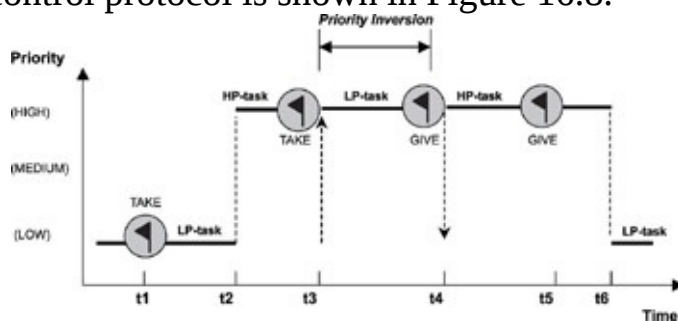 control protocol is shown in Figure 16.8.
Priority Inversion
Priority
HP-task LP-task HP-task
(HIGH)
TAKE GIVE GIVE
(MEDIUM)
TAKE
(LOW) LP-task LP-task
t1 t2 t3 t4 t5 t6
Time